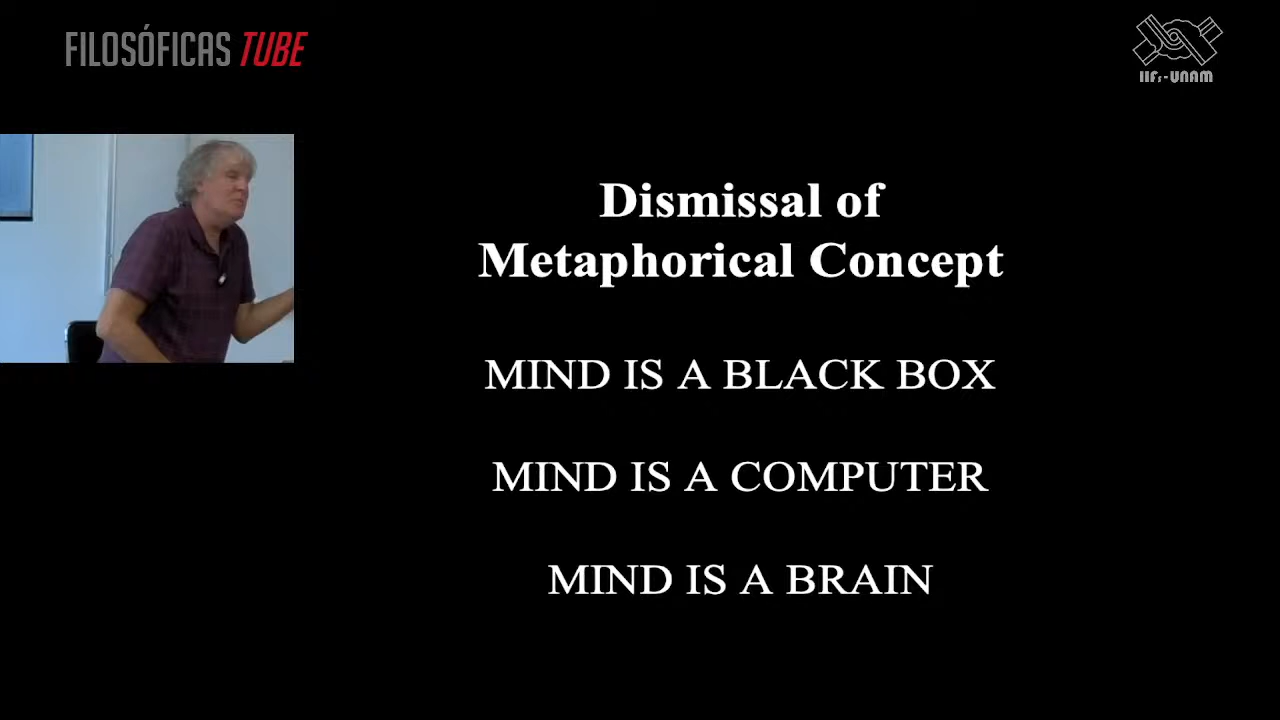 FILOSÓFICAS TUBE
IIFs-UNAM
Dismissal of
Metaphorical Concept
MIND IS A BLACK BOX
MIND IS A COMPUTER
MIND IS A BRAIN